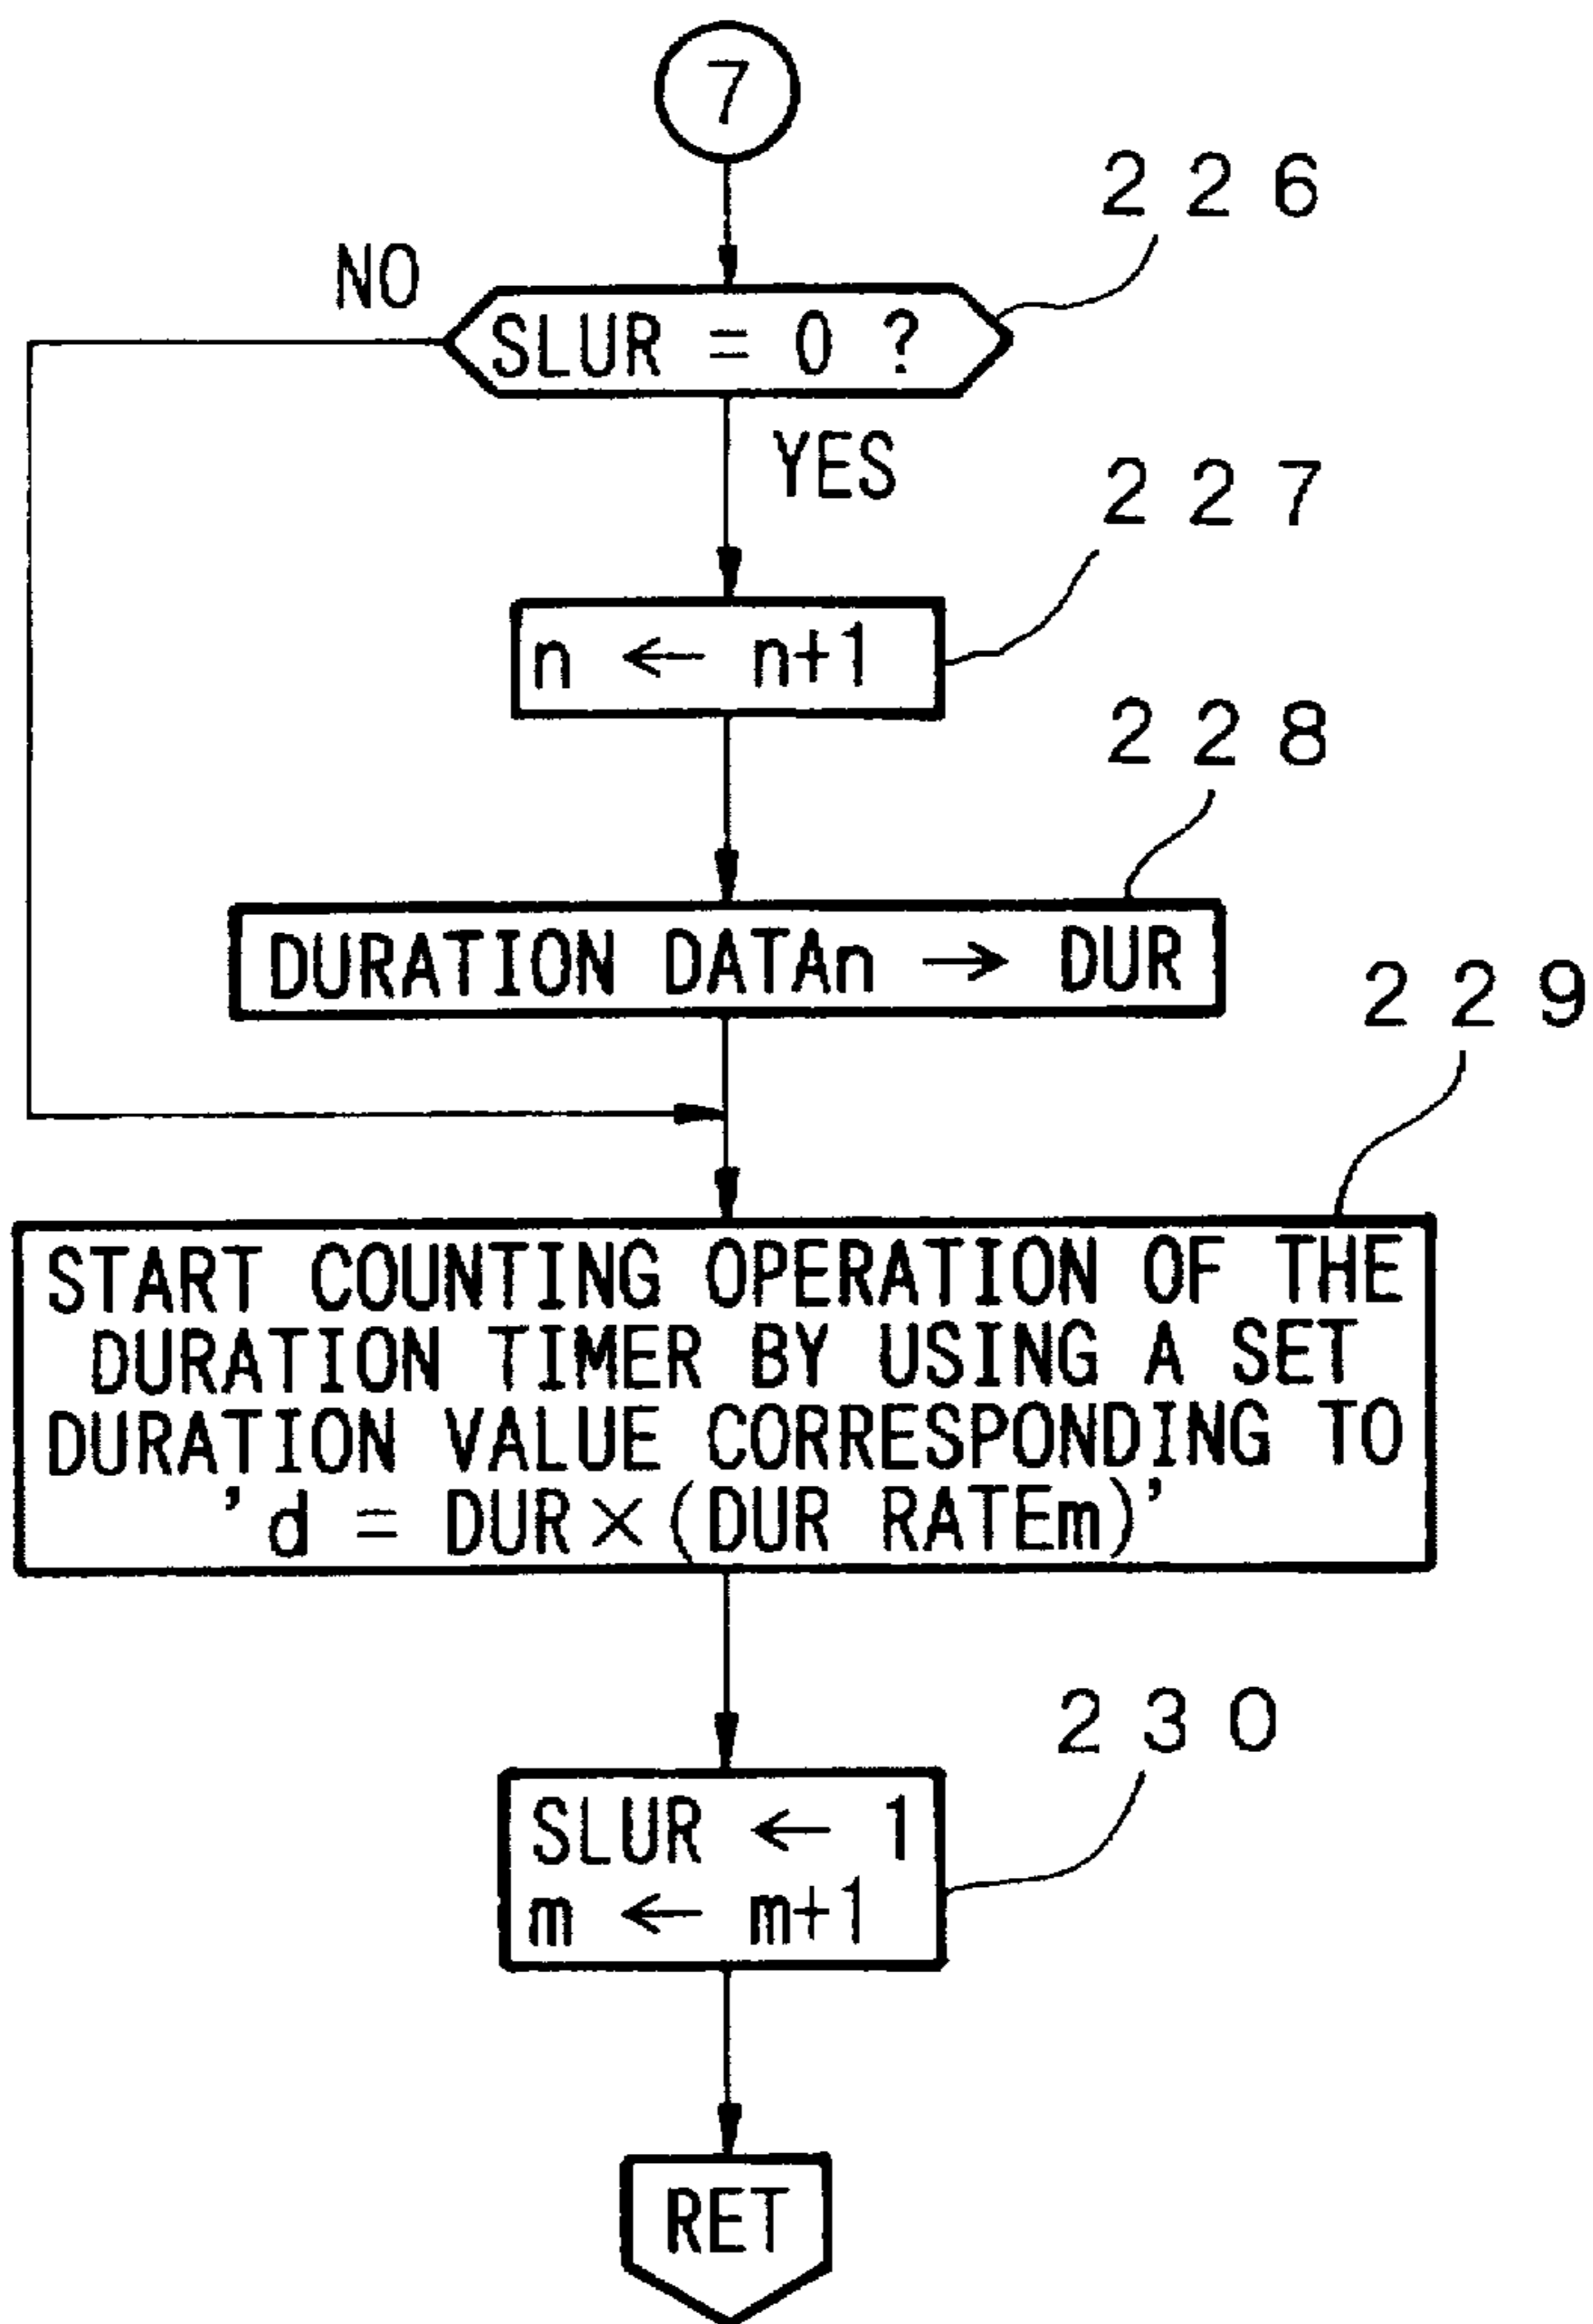 7
226
NO
SLUR = 0 ?
YES
227
n ← n+1
228
DURATION DATAn → DUR
229
START COUNTING OPERATION OF THE
DURATION TIMER BY USING A SET
DURATION VALUE CORRESPONDING TO
'd = DUR×(DUR RATEm)'
230
SLUR ← 1
m ← m+1
RET